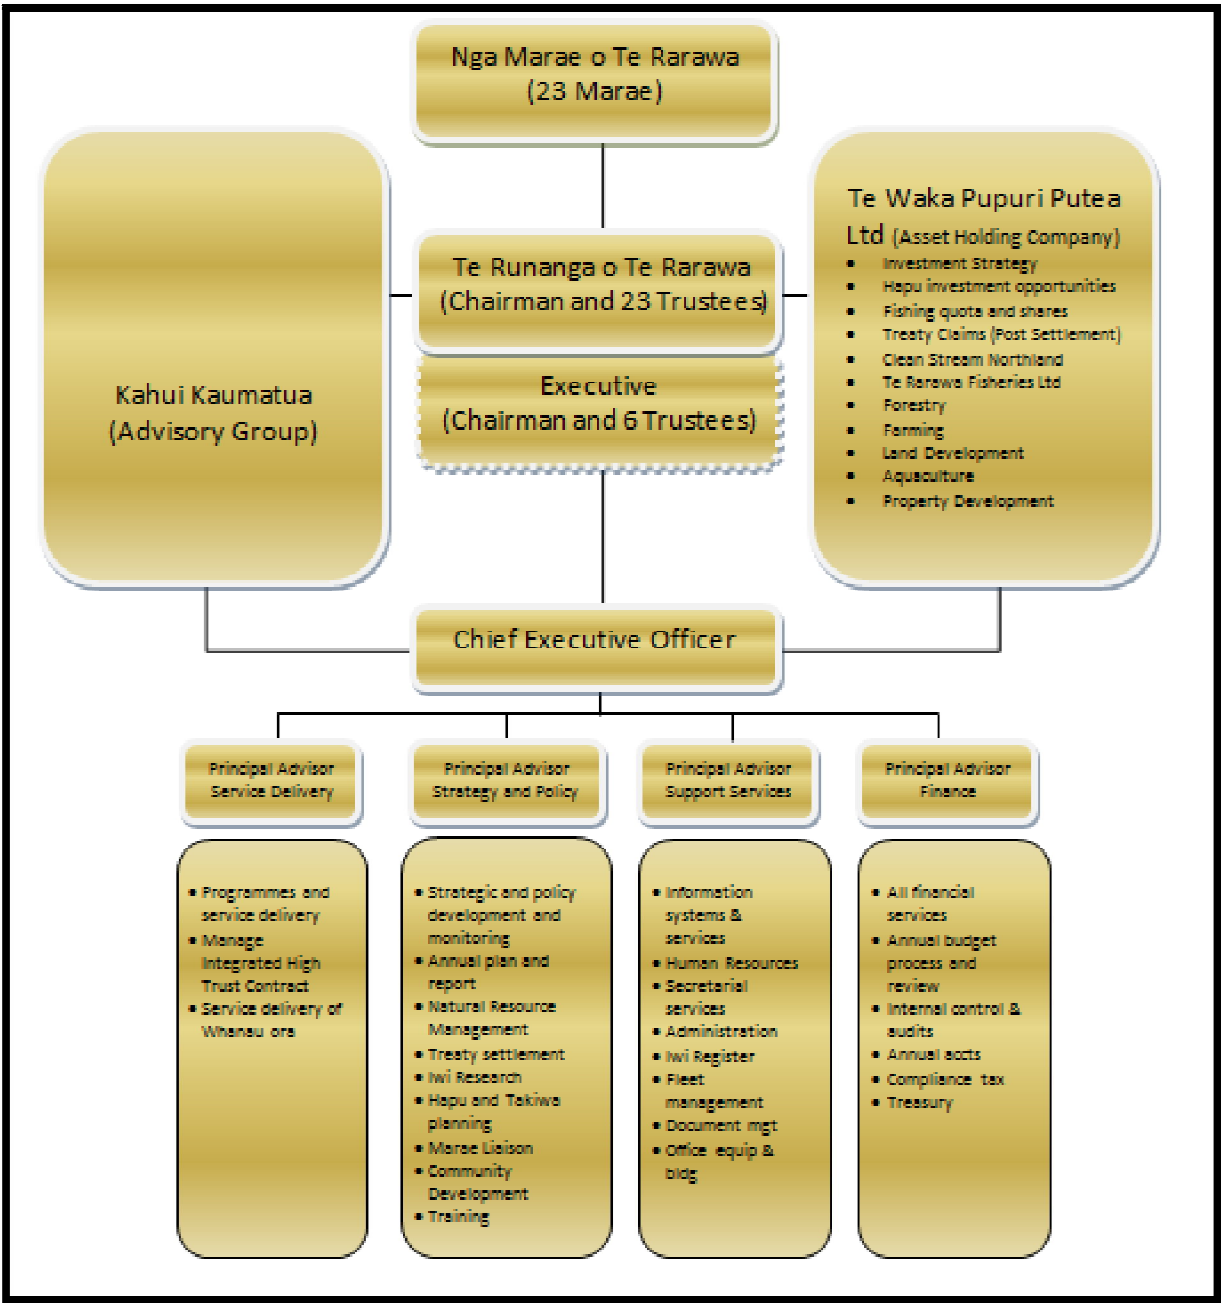 Nga Marae o Te Rarawa
(23 Marae)
Te Waka Pupuri Putea
Ltd (Asset Holding Company)
• Investment Strategy
• Hapu investment opportunities
• Fishing quota and shares
• Treaty Claims (Post Settlement)
• Clean Stream Northland
• Te Rarawa Fisheries Ltd
• Forestry
• Farming
• Land Development
• Aquaculture
• Property Development
Te Runanga o Te Rarawa
(Chairman and 23 Trustees)
Executive
(Chairman and 6 Trustees)
Kahui Kaumatua
(Advisory Group)
Chief Executive Officer
Principal Advisor
Service Delivery
Principal Advisor
Strategy and Policy
Principal Advisor
Support Services
Principal Advisor
Finance
• Programmes and
service delivery
• Manage
Integrated High
Trust Contract
• Service delivery of
Whanau ora
• Strategic and policy
development and
monitoring
• Annual plan and
report
• Natural Resource
Management
• Treaty settlement
• Iwi Research
• Hapu and Takiwa
planning
• Marae Liaison
• Community
Development
• Training
• Information
systems &
services
• Human Resources
• Secretarial
services
• Administration
• Iwi Register
• Fleet
management
• Document mgt
• Office equip &
bldg
• All financial
services
• Annual budget
process and
review
• Internal control &
audits
• Annual accts
• Compliance tax
• Treasury